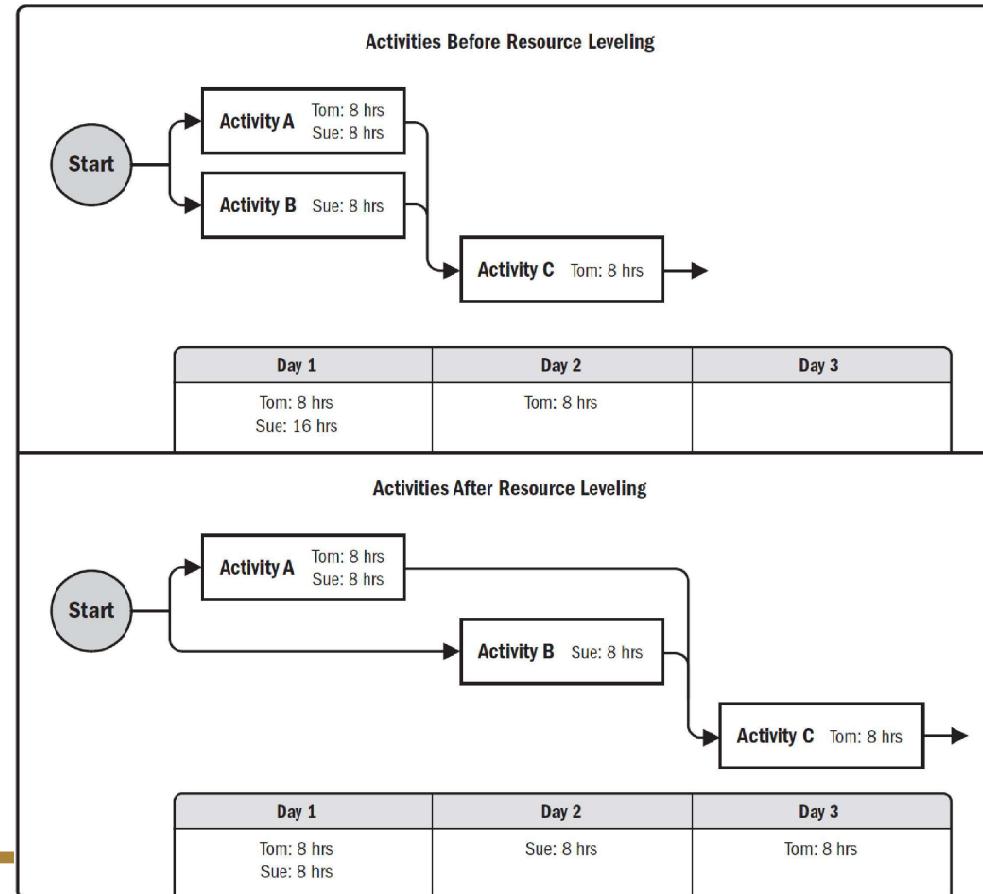 Activities Before Resource Leveling
Start
Activity A
Tom: 8 hrs
Sue: 8 hrs
Activity B Sue: 8 hrs
Activity C Tom: 8 hrs
Day 1 Day 2 Day 3
Tom: 8 hrs Tom: 8 hrs
Sue: 16 hrs
Activities After Resource Leveling
Start
Activity A
Tom: 8 hrs
Sue: 8 hrs
Activity B Sue: 8 hrs
Activity C Tom: 8 hrs
Day 1 Day 2 Day 3
Tom: 8 hrs Sue: 8 hrs Tom: 8 hrs
Sue: 8 hrs